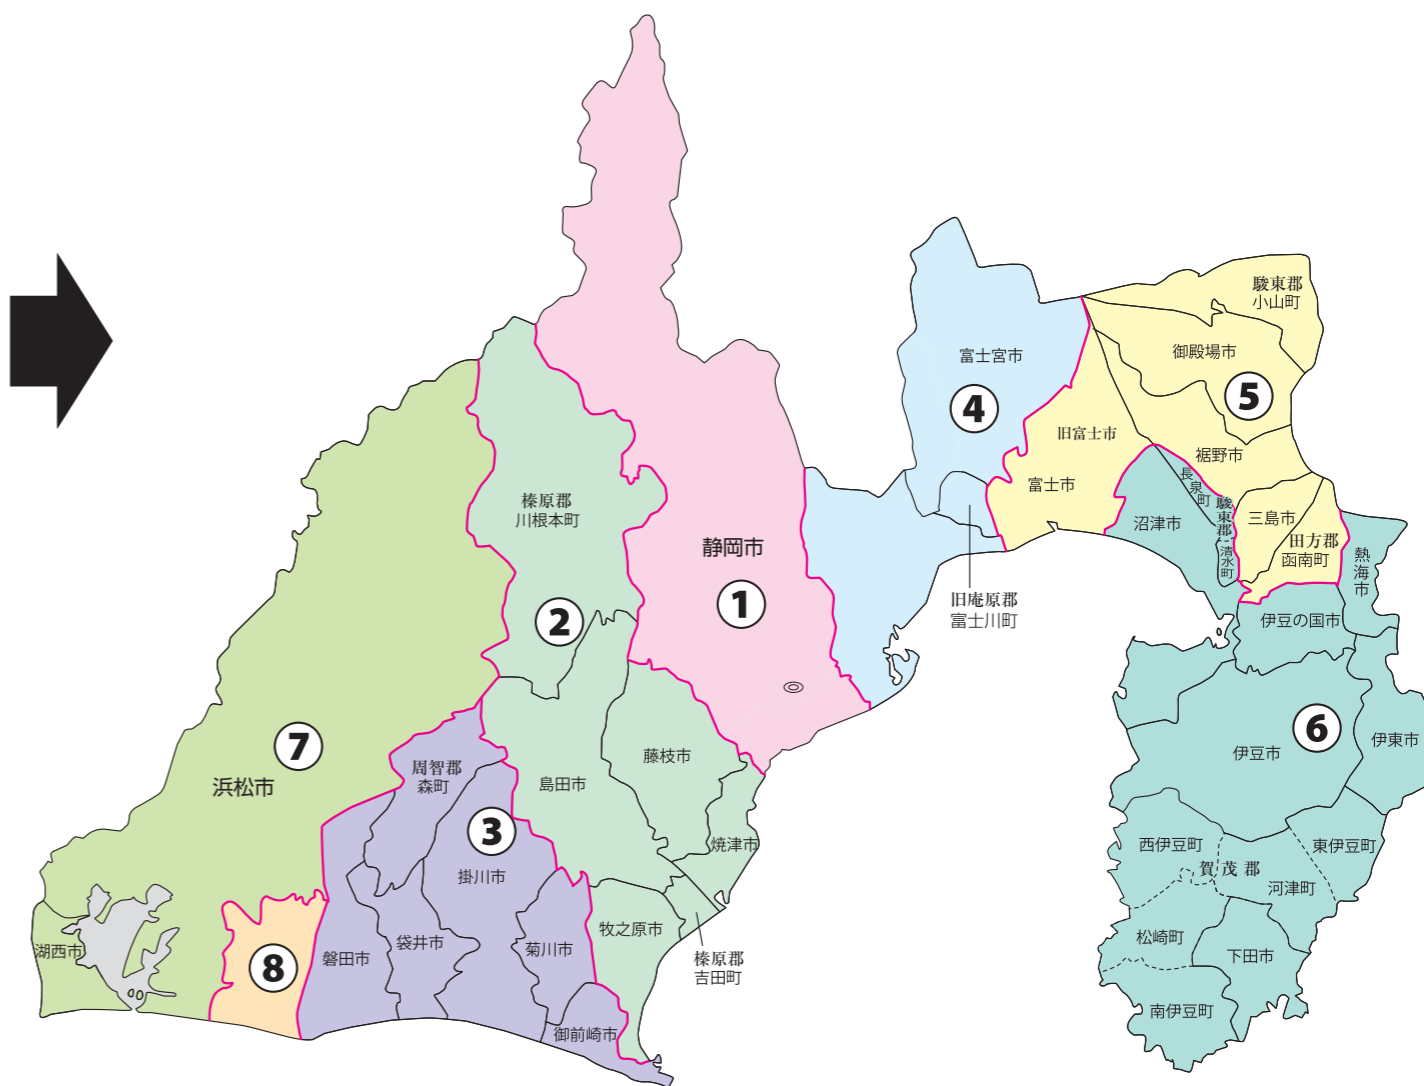 駿東郡
小山町
御殿場市
富士宮市
④
⑤
旧富士市
裾野市
長泉町
富士市
駿東郡
清水町
三島市
田方郡
函南町
沼津市
熱海市
榛原郡
川根本町
静岡市
①
②
旧庵原郡
富士川町
伊豆の国市
⑥
伊豆市
伊東市
⑦
浜松市
周智郡
森町
島田市
藤枝市
③
焼津市
掛川市
西伊豆町
東伊豆町
賀茂郡
河津町
牧之原市
松崎町
下田市
湖西市
⑧
磐田市
袋井市
菊川市
榛原郡
吉田町
南伊豆町
御前崎市